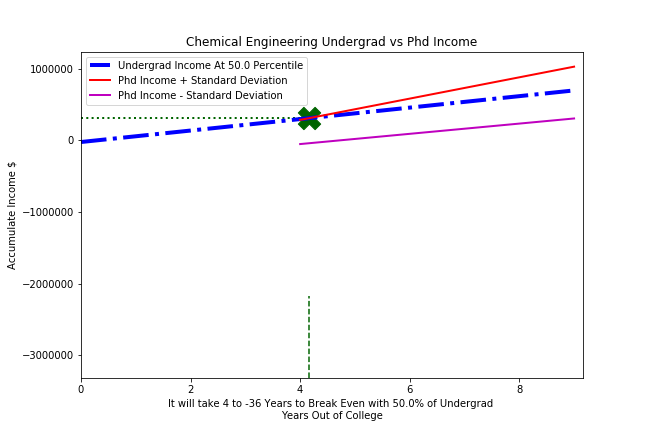 Chemical Engineering Undergrad vs Phd Income
Undergrad Income At 50.0 Percentile
Phd Income + Standard Deviation
Phd Income - Standard Deviation
1000000
0
−1000000
−2000000
−3000000
Accumulate Income $
0 2 4 6 8
It will take 4 to -36 Years to Break Even with 50.0% of Undergrad
Years Out of College